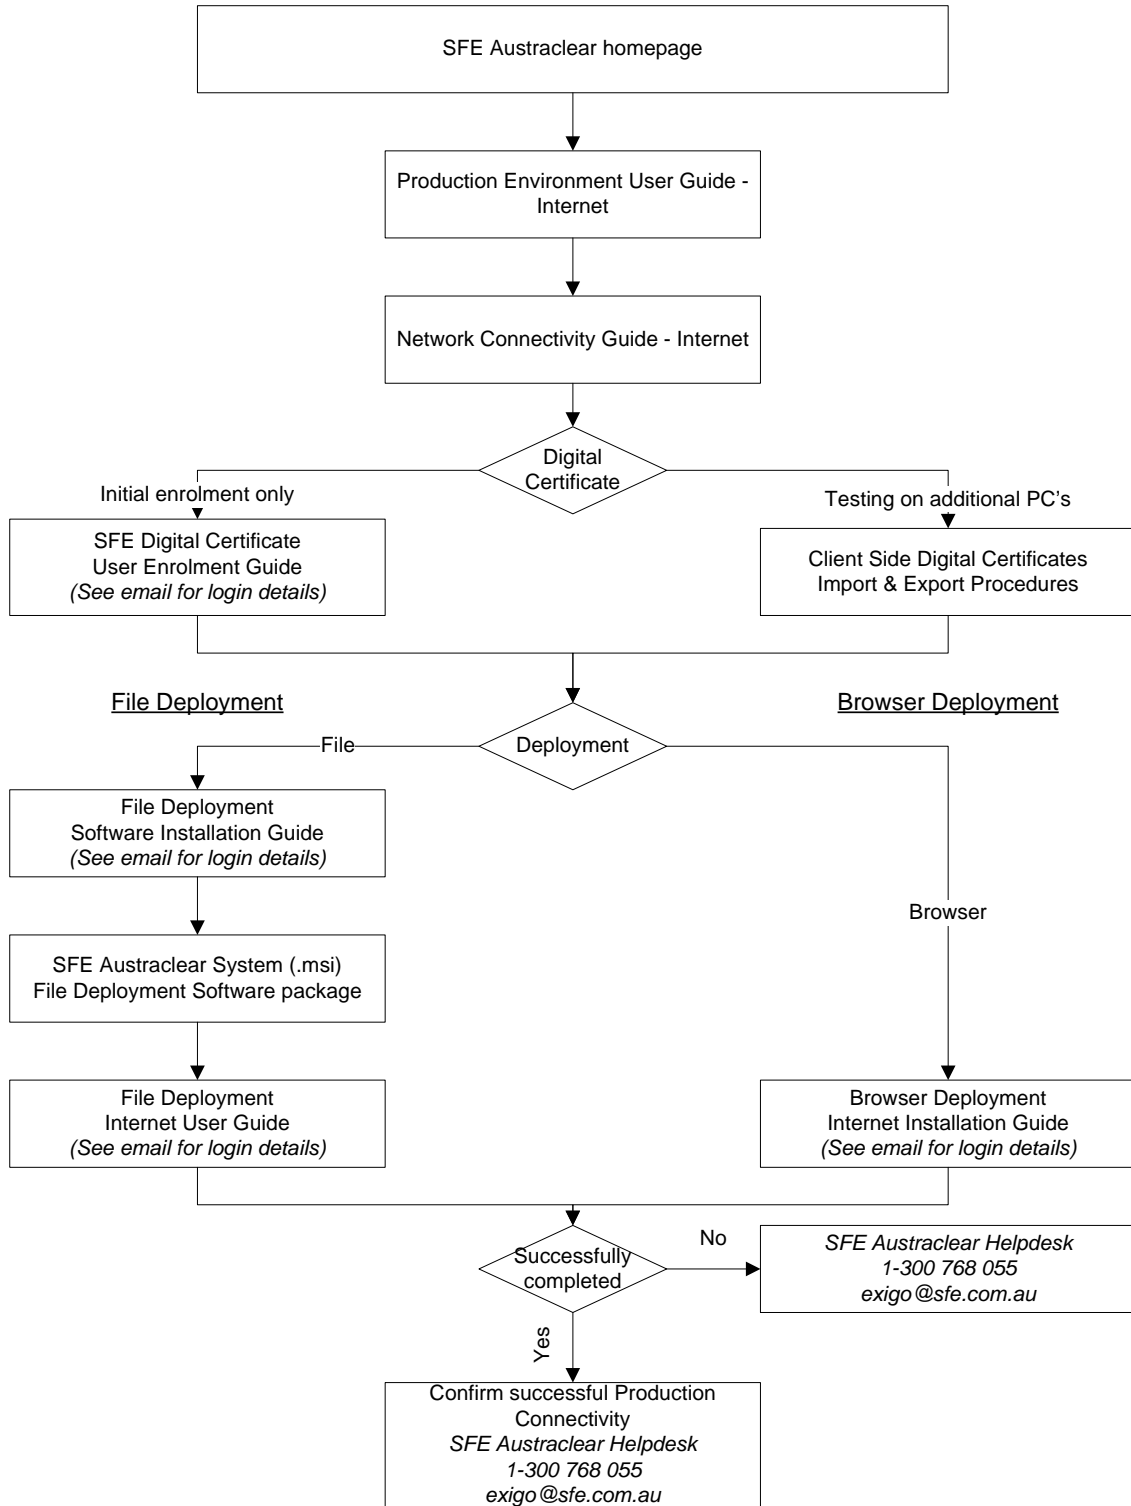 SFE Austraclear homepage
Production Environment User Guide -
Internet
Network Connectivity Guide - Internet
Digital
Certificate
Initial enrolment only
Testing on additional PC's
SFE Digital Certificate
User Enrolment Guide
(See email for login details)
Client Side Digital Certificates
Import & Export Procedures
File Deployment
Browser Deployment
File
Deployment
File Deployment
Software Installation Guide
(See email for login details)
Browser
SFE Austraclear System (.msi)
File Deployment Software package
File Deployment
Internet User Guide
(See email for login details)
Browser Deployment
Internet Installation Guide
(See email for login details)
Successfully
completed
No
SFE Austraclear Helpdesk
1-300 768 055
exigo@sfe.com.au
Yes
Confirm successful Production
Connectivity
SFE Austraclear Helpdesk
1-300 768 055
exigo@sfe.com.au